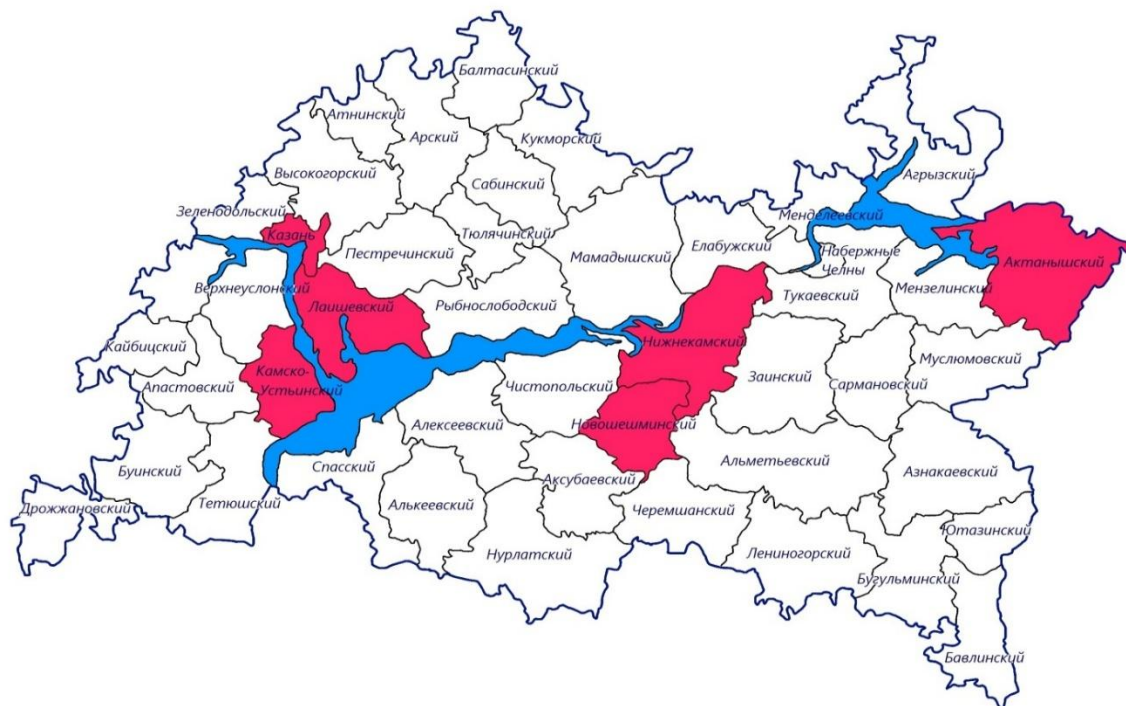 Балтасинский
Атнинский
Арский
Кукморский
Высокогорский
Сабинский
Агрызский
Зеленодольский
Менделеевский
Казань
Тюлячинский
Елабужский
Пестречинский
Мамадышский
Набережные
Челны
Актанышский
Верхнеуслонский
Лаишевский
Рыбнослободский
Тукаевский
Мензелинский
Кайбицкий
Нижнекамский
Муслюмовский
Камско-
Устьинский
Апастовский
Чистопольский
Заинский
Сармановский
Алексеевский
Новошешминский
Спасский
Альметьевский
Буинский
Аксубаевский
Азнакаевский
Дрожжановский
Тетюшский
Алькеевский
Черемшанский
Ютазинский
Нурлатский
Лениногорский
Бугульминский
Бавлинский